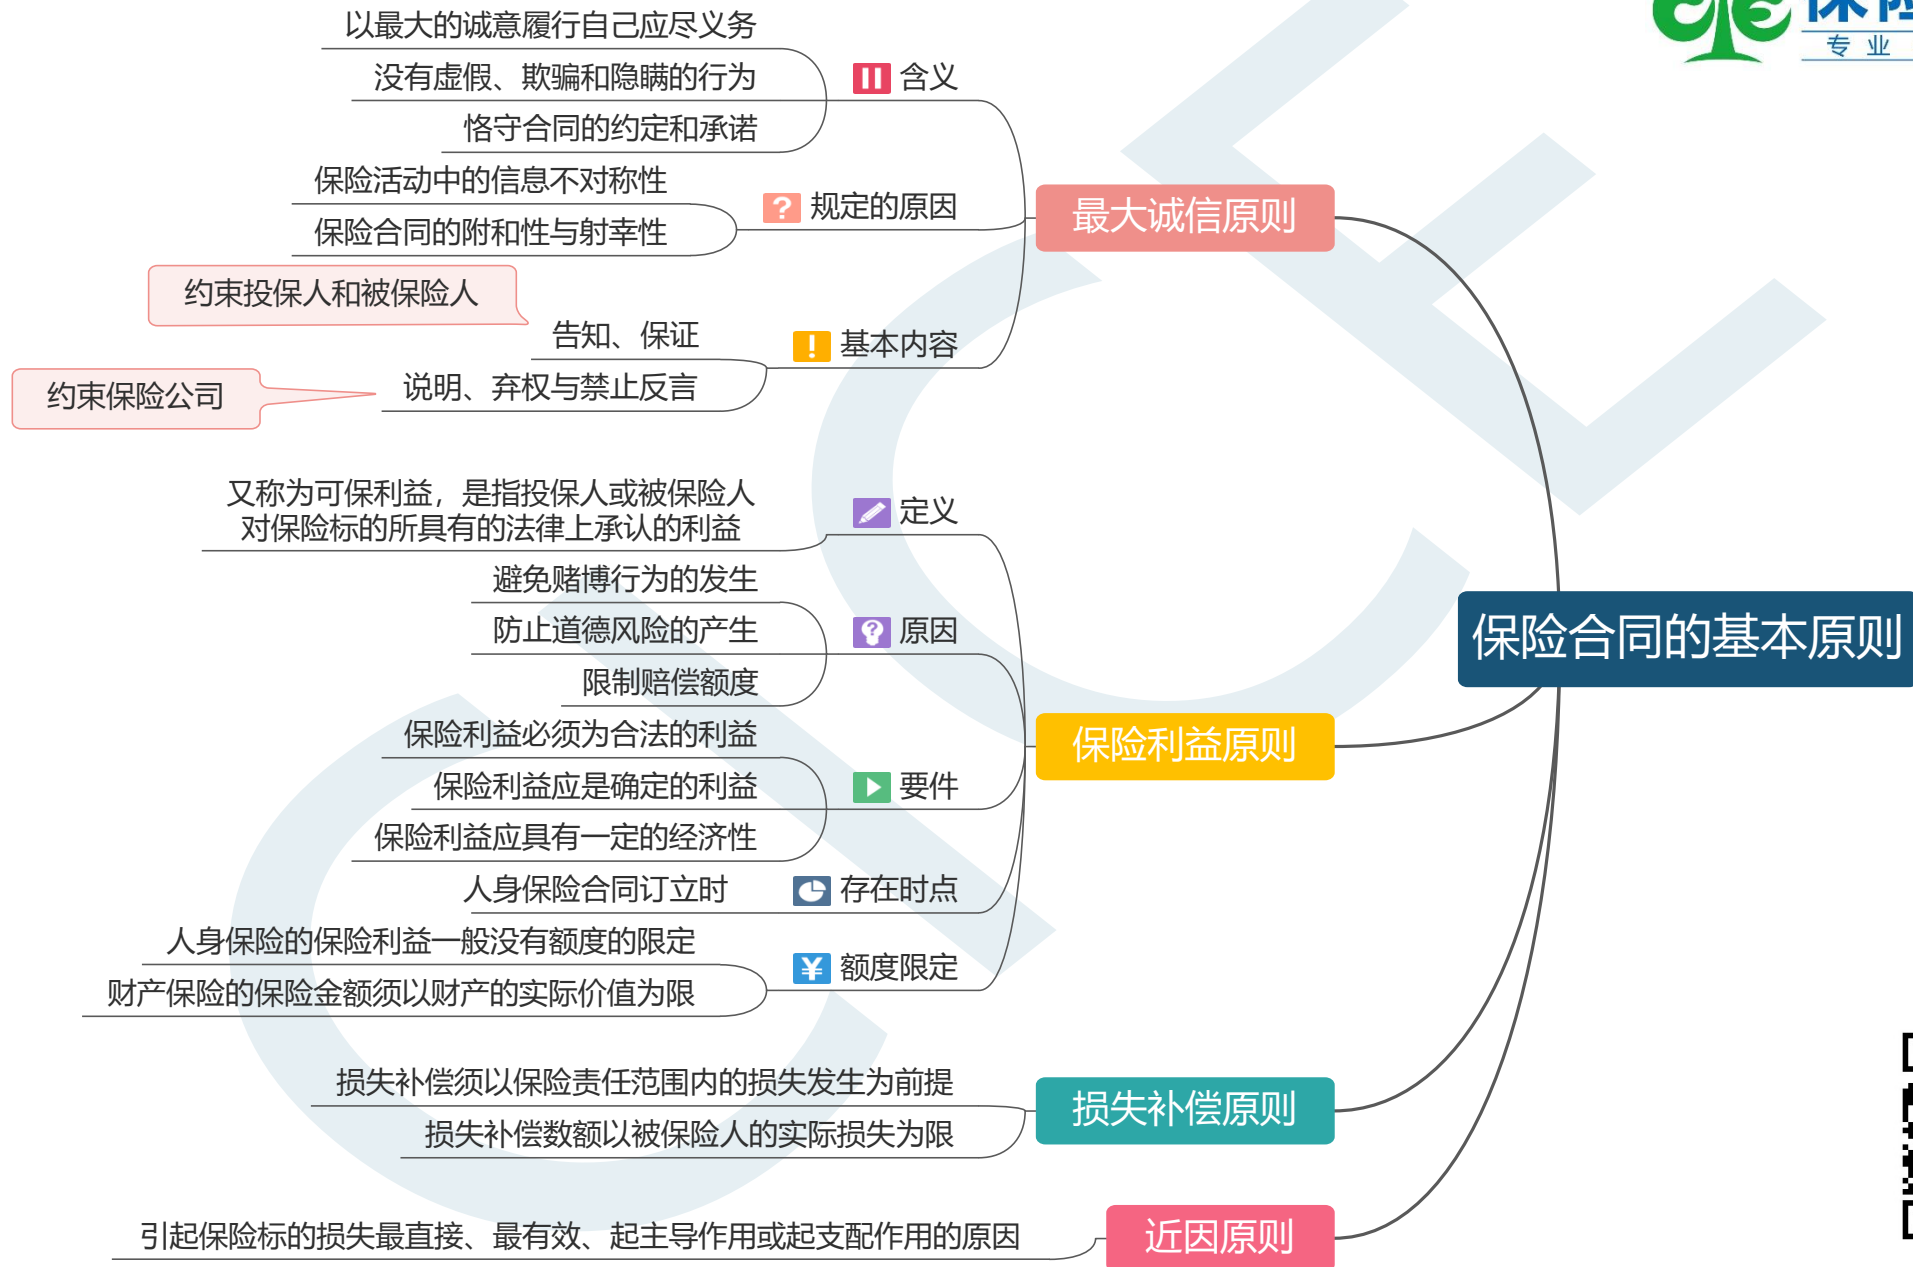 保险
专业
保险合同的基本原则
最大诚信原则
含义
以最大的诚意履行自己应尽义务
没有虚假、欺骗和隐瞒的行为
恪守合同的约定和承诺
规定的原因
保险活动中的信息不对称性
保险合同的附和性与射幸性
基本内容
告知、保证
约束投保人和被保险人
说明、弃权与禁止反言
约束保险公司
保险利益原则
定义
又称为可保利益，是指投保人或被保险人
对保险标的所具有的法律上承认的利益
原因
避免赌博行为的发生
防止道德风险的产生
限制赔偿额度
要件
保险利益必须为合法的利益
保险利益应是确定的利益
保险利益应具有一定的经济性
存在时点
人身保险合同订立时
额度限定
人身保险的保险利益一般没有额度的限定
财产保险的保险金额须以财产的实际价值为限
损失补偿原则
损失补偿须以保险责任范围内的损失发生为前提
损失补偿数额以被保险人的实际损失为限
近因原则
引起保险标的损失最直接、最有效、起主导作用或起支配作用的原因
CICE